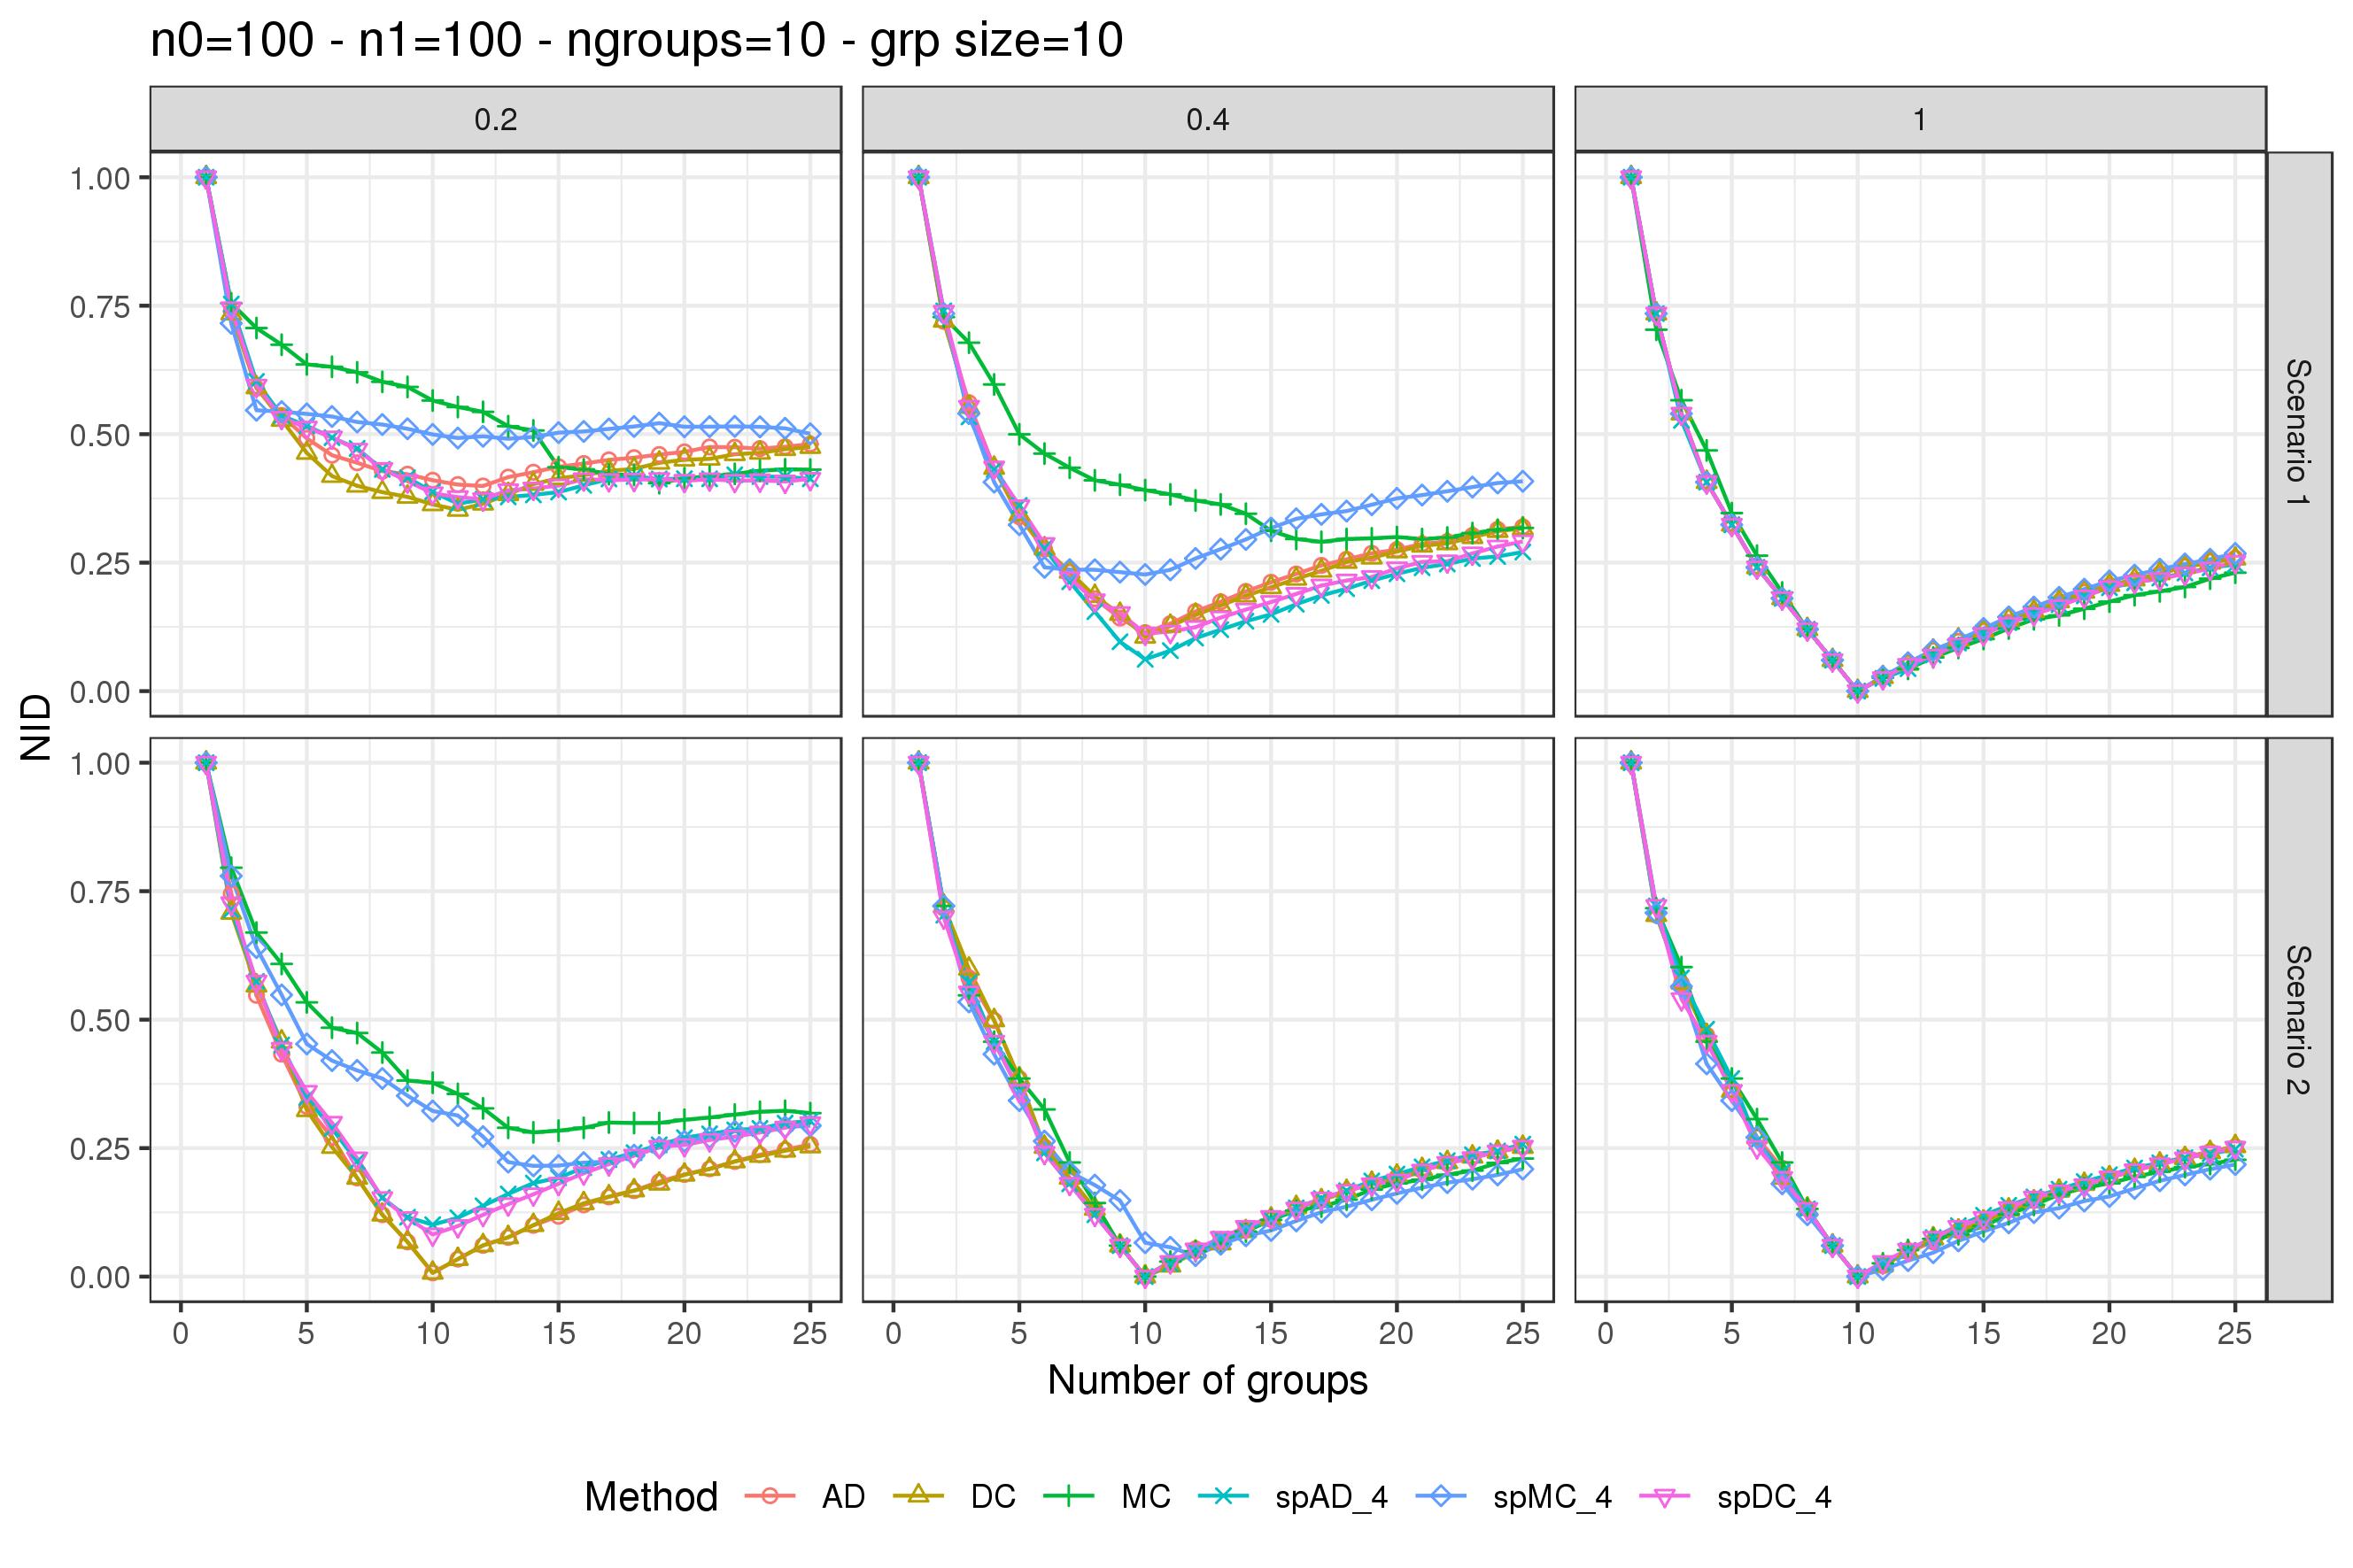 n0=100 - n1=100 - ngroups=10 - grp size=10
0.2 0.4 1
1.00
0.75
0.50
0.25
0.00
Scenario 1
NID
1.00
0.75
0.50
0.25
0.00
Scenario 2
0 5 10 15 20 25 0 5 10 15 20 25 0 5 10 15 20 25
Number of groups
Method AD DC MC spAD_4 spMC_4 spDC_4